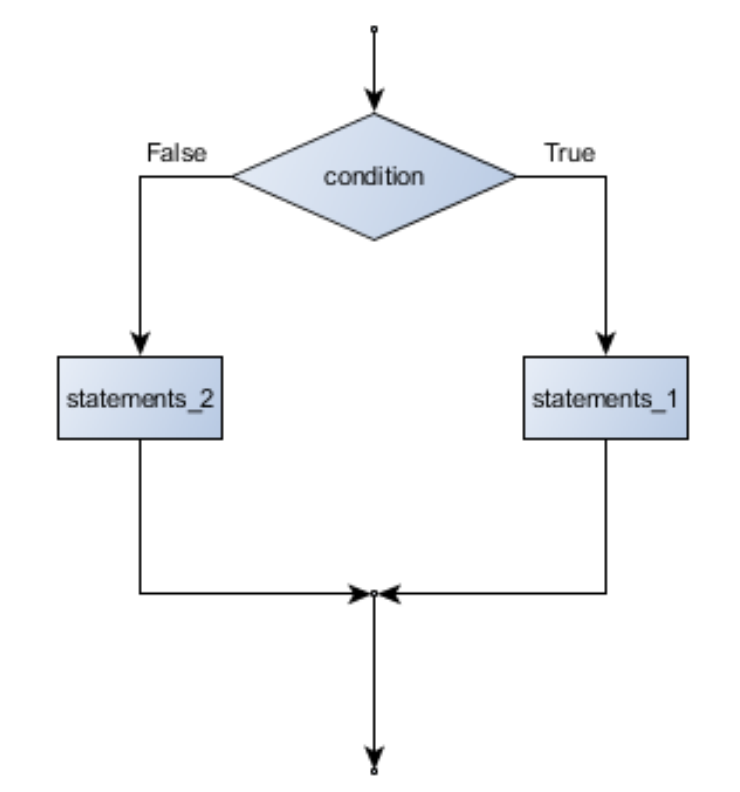 False
True
condition
statements_2
statements_1